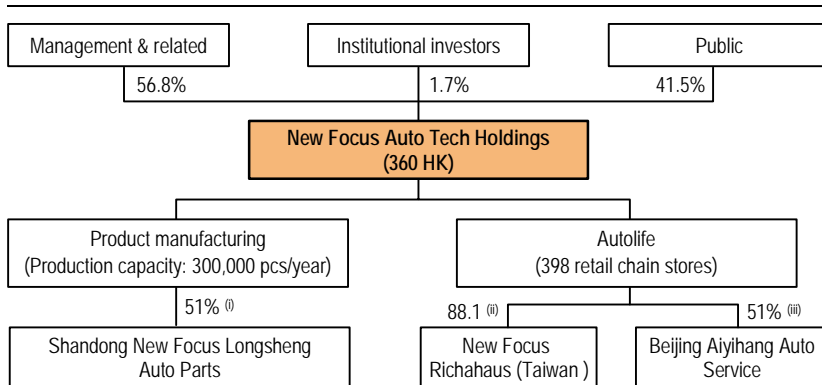 Management & related
Institutional investors
Public
56.8%
1.7%
41.5%
New Focus Auto Tech Holdings
(360 HK)
Product manufacturing
(Production capacity: 300,000 pcs/year)
Autolife
(398 retail chain stores)
51% (i)
88.1 (ii)
51% (iii)
Shandong New Focus Longsheng
Auto Parts
New Focus
Richahaus (Taiwan )
Beijing Aiyihang Auto
Service